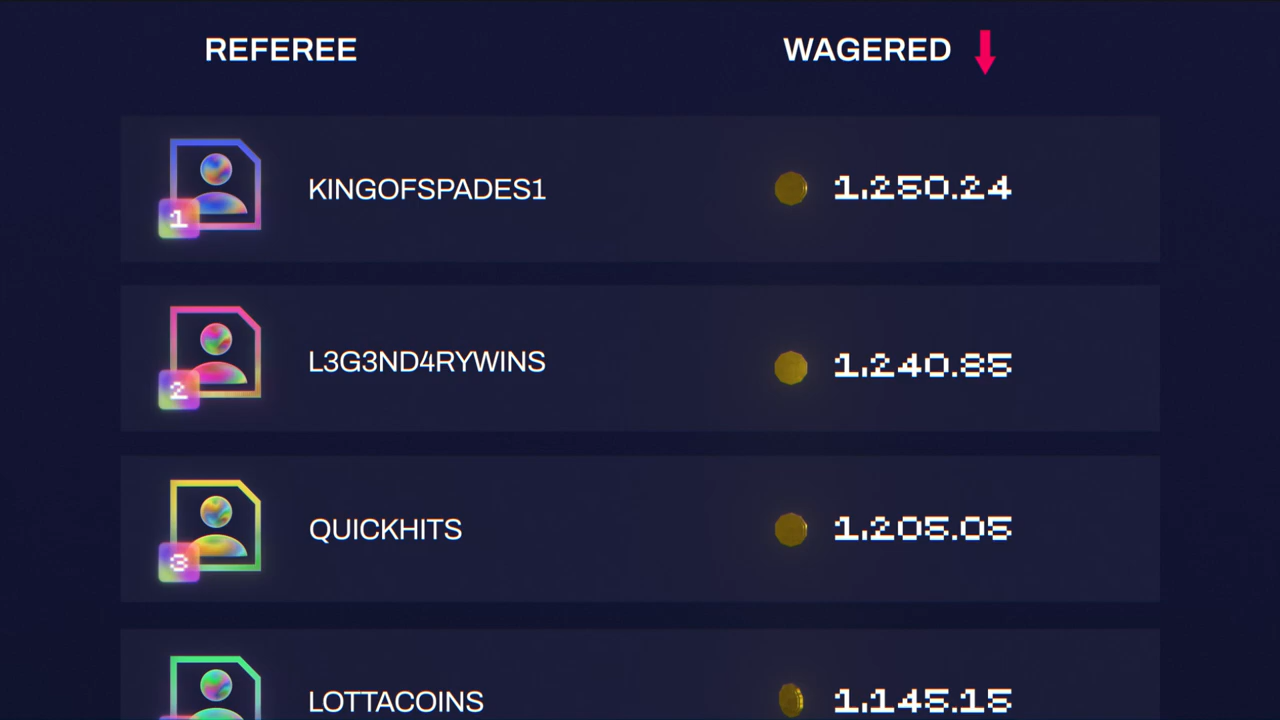 REFEREE WAGERED
KINGOFSPADES1 1,250.24
1
L3G3ND4RYWINS 1,240.85
2
QUICKHITS 1,205.05
3
LOTTACOINS 1,145.15